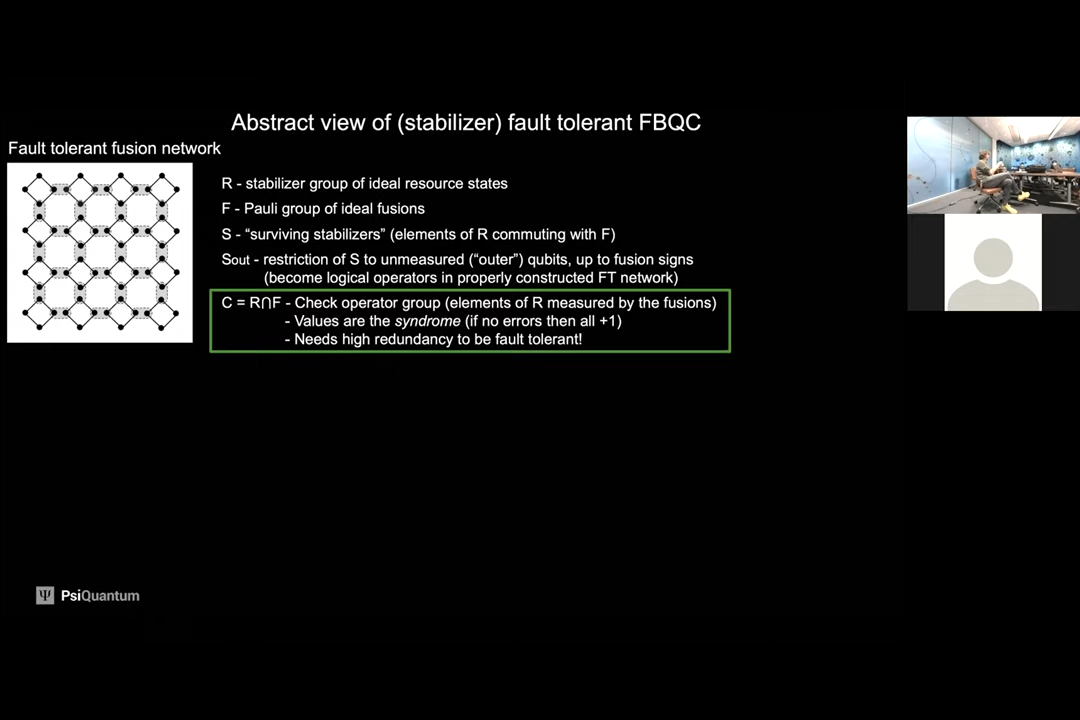 Abstract view of (stabilizer) fault tolerant FBQC
Fault tolerant fusion network
R - stabilizer group of ideal resource states
F - Pauli group of ideal fusions
S - “surviving stabilizers” (elements of R commuting with F)
Sout - restriction of S to unmeasured (“outer”) qubits, up to fusion signs
(become logical operators in properly constructed FT network)
C = R⋂F - Check operator group (elements of R measured by the fusions)
- Values are the syndrome (if no errors then all +1)
- Needs high redundancy to be fault tolerant!
Ψ PsiQuantum